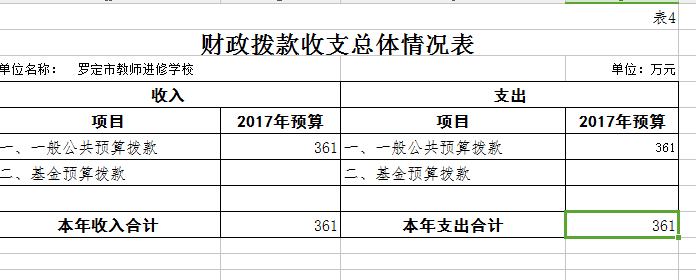 表4
财政拨款收支总体情况表
单位名称： 罗定市教师进修学校 单位：万元
收入 支出
项目 2017年预算 项目 2017年预算
一、一般公共预算拨款 361 一、一般公共预算拨款 361
二、基金预算拨款 二、基金预算拨款
本年收入合计 361 本年支出合计 361